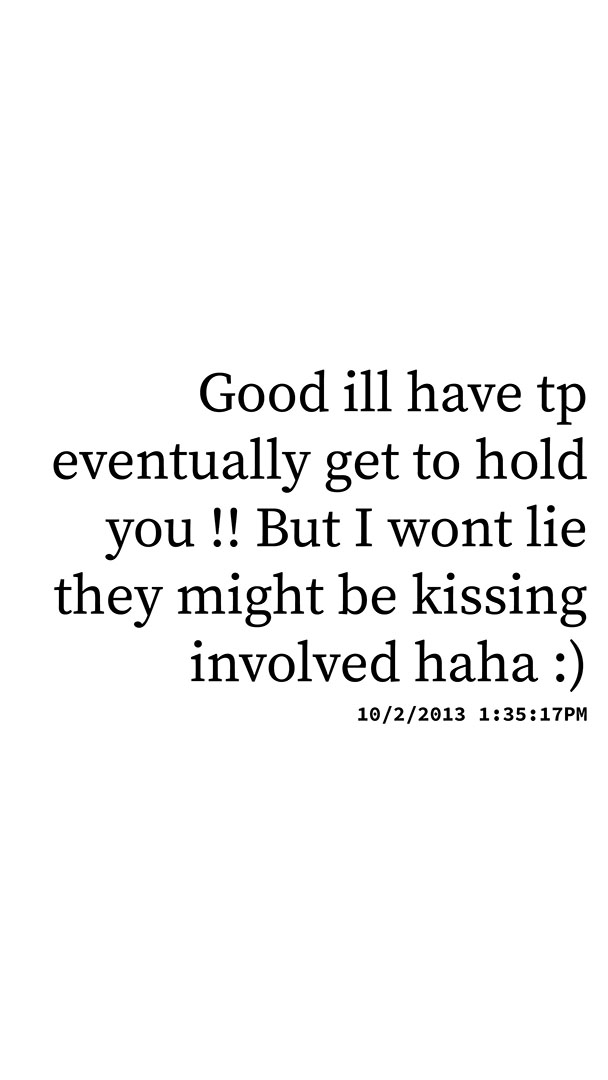 Good ill have tp
eventually get to hold
you !! But I wont lie
they might be kissing
involved haha :)
10/2/2013 1:35:17PM